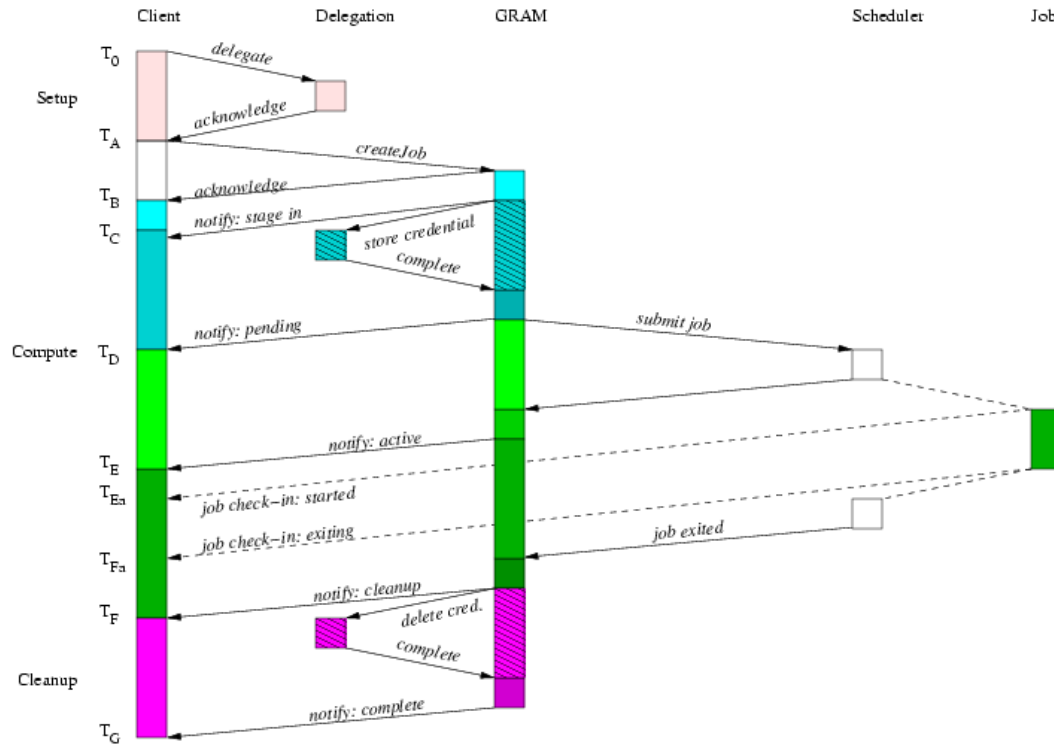 Client Delegation GRAM Scheduler Job
T0
delegate
Setup
acknowledge
TA
createJob
acknowledge
TB
notify: stage in
TC
store credential
complete
notify: pending
submit job
Compute
TD
notify: active
TE
TEa
job check-in: started
job check-in: exiting
job exited
TFa
notify: cleanup
TF
delete cred.
complete
Cleanup
notify: complete
TG